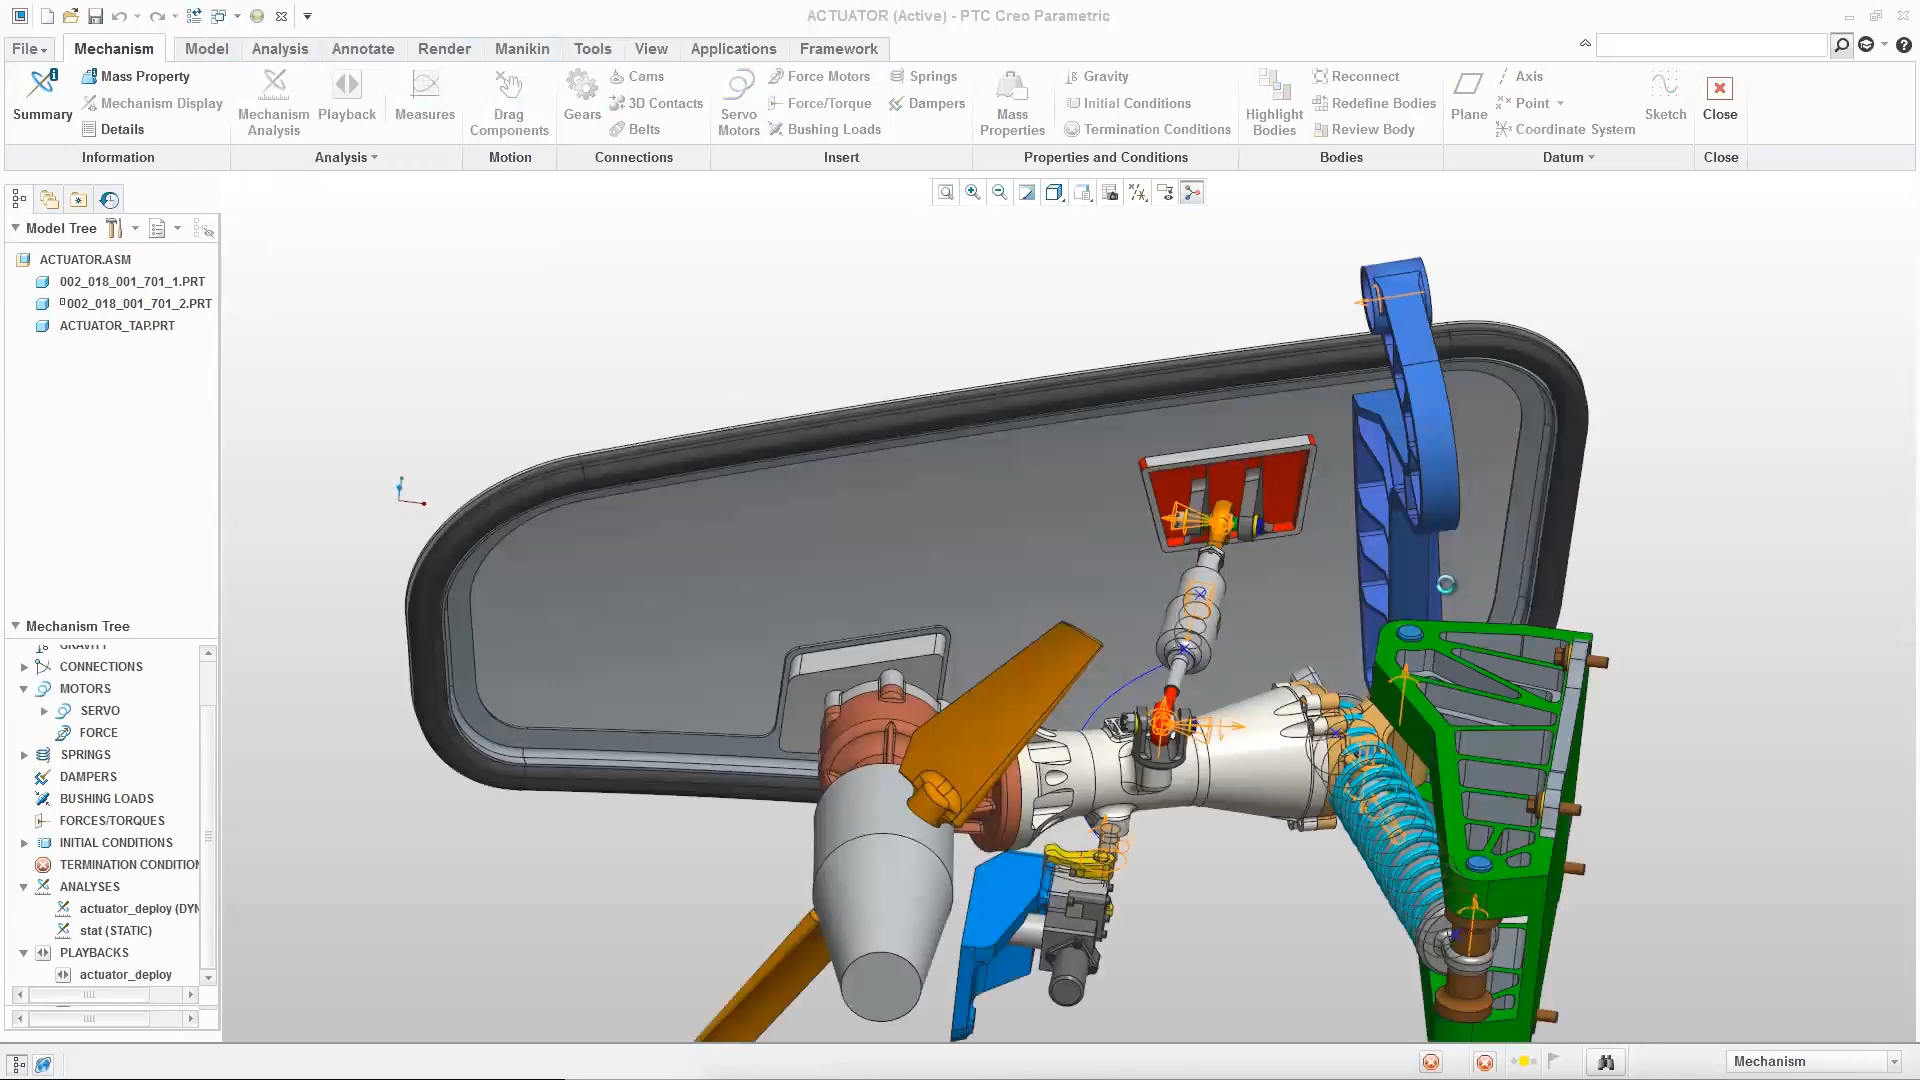 ACTUATOR (Active) - PTC Creo Parametric
File Mechanism Model Analysis Annotate Render Manikin Tools View Applications Framework
Summary
Mass Property
Mechanism Display
Details
Information
Mechanism Analysis
Playback
Measures
Analysis
Drag Components
Motion
Gears
Cams
3D Contacts
Belts
Connections
Servo Motors
Force Motors
Force/Torque
Bushing Loads
Springs
Dampers
Insert
Mass Properties
Gravity
Initial Conditions
Termination Conditions
Properties and Conditions
Highlight Bodies
Reconnect
Redefine Bodies
Review Body
Bodies
Plane
Axis
Point
Coordinate System
Sketch
Datum
Close
Close
Model Tree
ACTUATOR.ASM
002_018_001_701_1.PRT
002_018_001_701_2.PRT
ACTUATOR_TAP.PRT
Mechanism Tree
GRAVITY
CONNECTIONS
MOTORS
SERVO
FORCE
SPRINGS
DAMPERS
BUSHING LOADS
FORCES/TORQUES
INITIAL CONDITIONS
TERMINATION CONDITION
ANALYSES
actuator_deploy (DYN
stat (STATIC)
PLAYBACKS
actuator_deploy
Mechanism